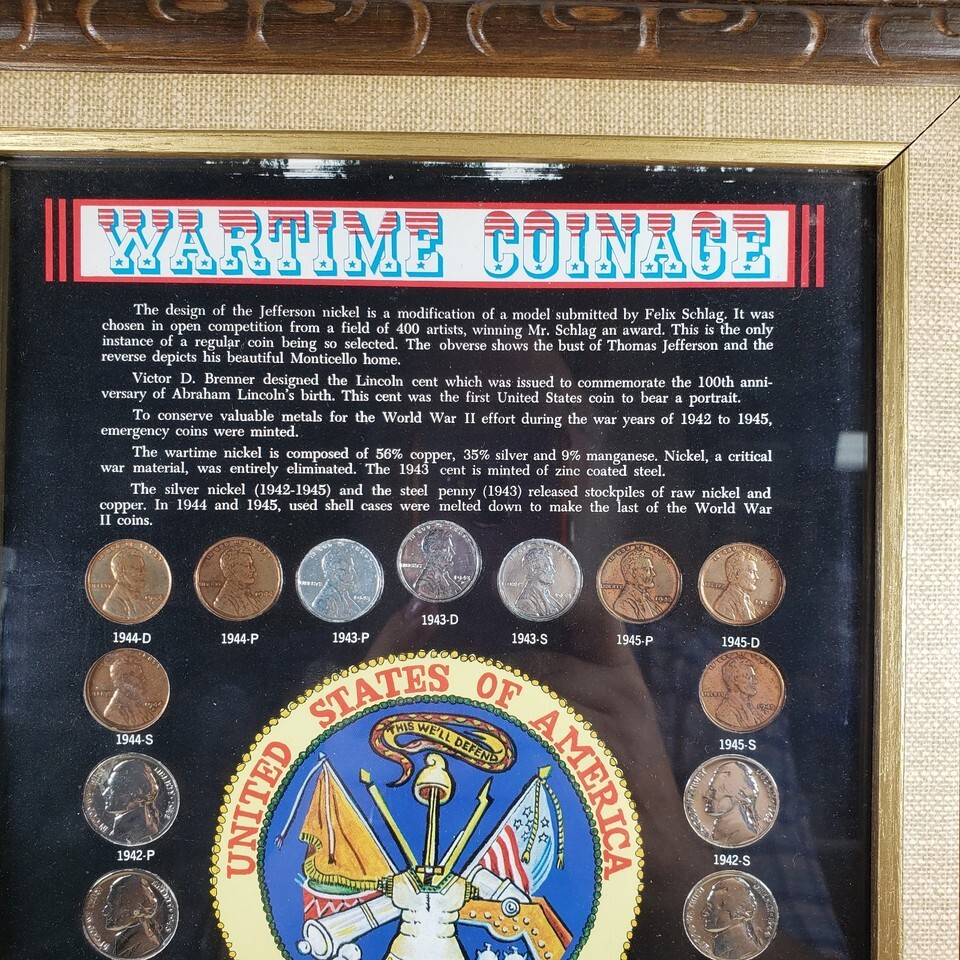 WARTIME COINAGE
The design of the Jefferson nickel is a modification of a model submitted by Felix Schlag. It was
chosen in open competition from a field of 400 artists, winning Mr. Schlag an award. This is the only
instance of a regular coin being so selected. The obverse shows the bust of Thomas Jefferson and the
reverse depicts his beautiful Monticello home.
Victor D. Brenner designed the Lincoln cent which was issued to commemorate the 100th anni-
versary of Abraham Lincoln's birth. This cent was the first United States coin to bear a portrait.
To conserve valuable metals for the World War II effort during the war years of 1942 to 1945,
emergency coins were minted.
The wartime nickel is composed of 56% copper, 35% silver and 9% manganese. Nickel, a critical
war material, was entirely eliminated. The 1943 cent is minted of zinc coated steel.
The silver nickel (1942-1945) and the steel penny (1943) released stockpiles of raw nickel and
copper. In 1944 and 1945, used shell cases were melted down to make the last of the World War
II coins.
1944-D 1944-P 1943-P 1943-D 1943-S 1945-P 1945-D
1944-S 1945-S
UNITED STATES OF AMERICA
THIS WE'LL DEFEND
1942-P 1942-S